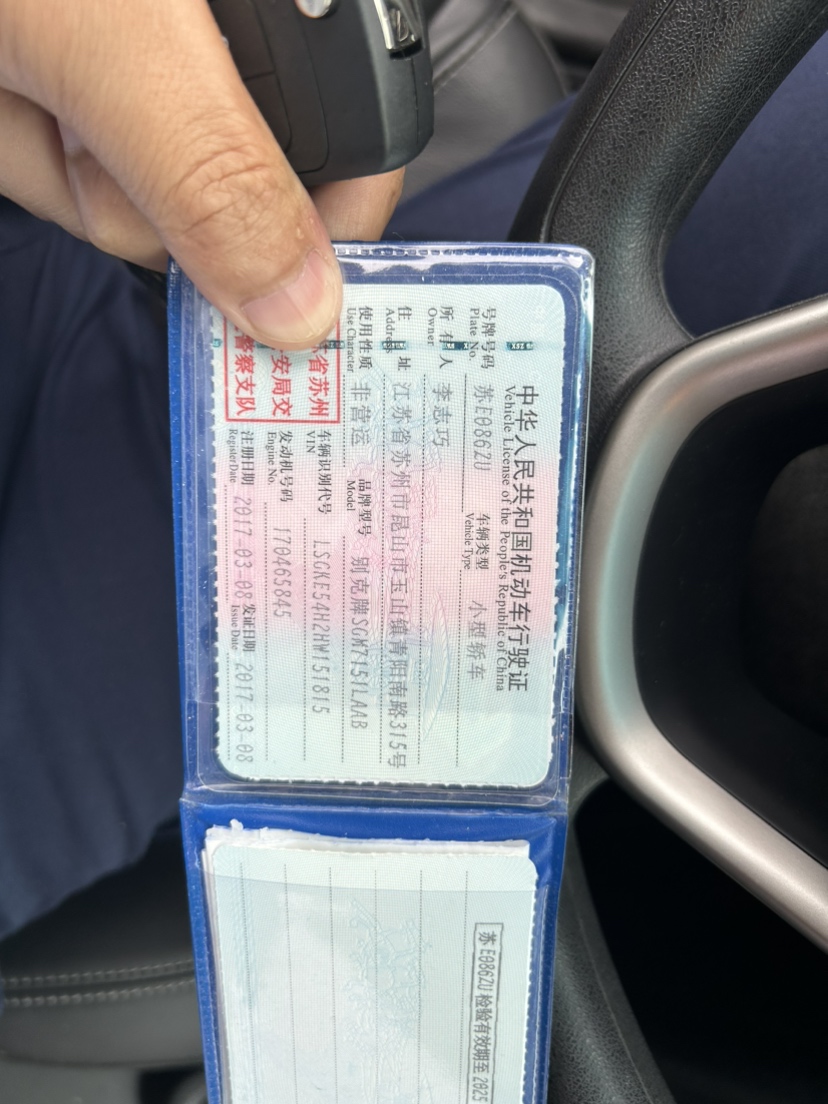 中华人民共和国机动车行驶证
Vehicle License of the People's Republic of China
号牌号码 苏E086ZU 车辆类型 小型轿车
Plate No. Vehicle Type
所有人 李志巧
Owner
住址 江苏省苏州市昆山市玉山镇青阳南路315号
Address
使用性质 非营运 品牌型号 别克牌SGM7151LAAB
Use Character Model
省苏州
安局交
警察支队
车辆识别代号 LSGKE54H2HW151815
VIN
发动机号码 170465845
Engine No.
注册日期 2017-03-08 发证日期 2017-03-08
Register Date Issue Date
苏E086ZU 检验有效期至 2025